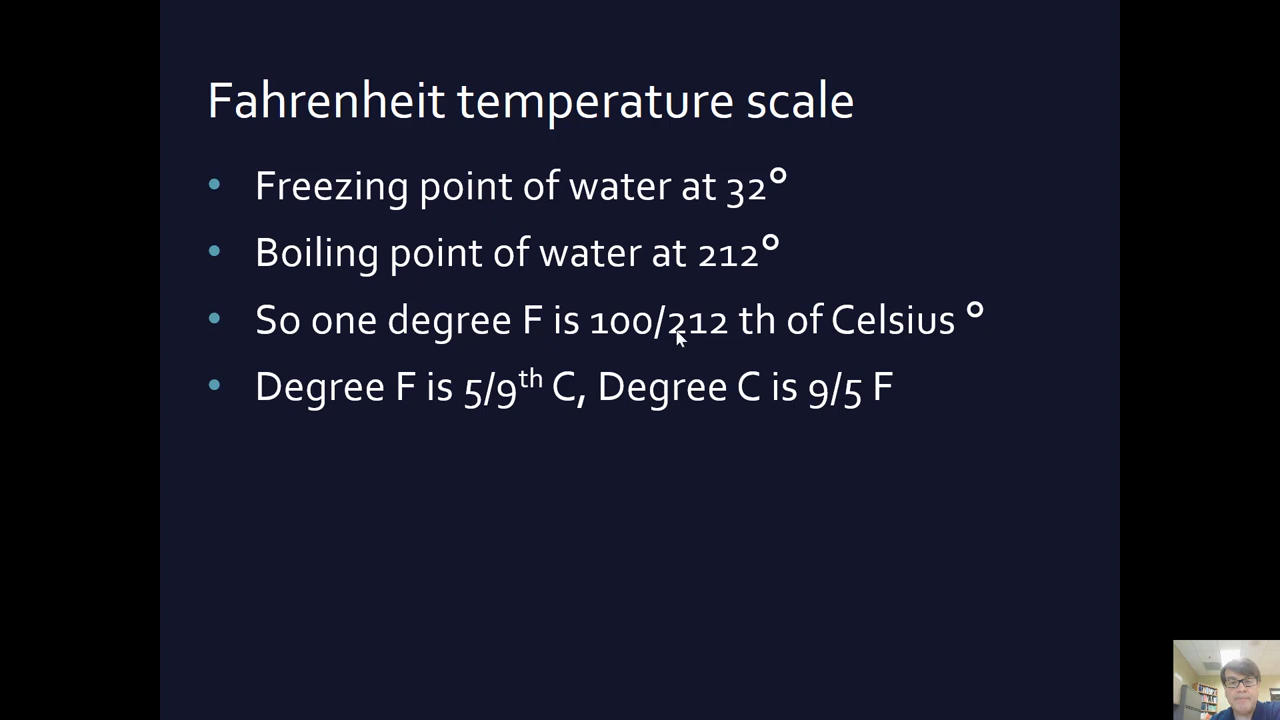 Fahrenheit temperature scale
• Freezing point of water at 32°
• Boiling point of water at 212°
• So one degree F is 100/212 th of Celsius °
• Degree F is 5/9th C, Degree C is 9/5 F